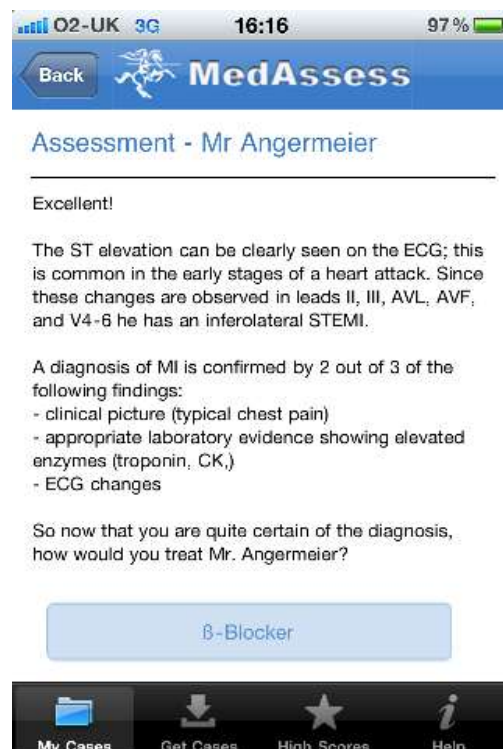 O2-UK 3G 16:16 97 %
Back MedAssess
Assessment - Mr Angermeier
Excellent!
The ST elevation can be clearly seen on the ECG; this
is common in the early stages of a heart attack. Since
these changes are observed in leads II, III, AVL, AVF,
and V4-6 he has an inferolateral STEMI.
A diagnosis of MI is confirmed by 2 out of 3 of the
following findings:
- clinical picture (typical chest pain)
- appropriate laboratory evidence showing elevated
enzymes (troponin, CK,)
- ECG changes
So now that you are quite certain of the diagnosis,
how would you treat Mr. Angermeier?
ß-Blocker
My Cases Get Cases High Scores Help